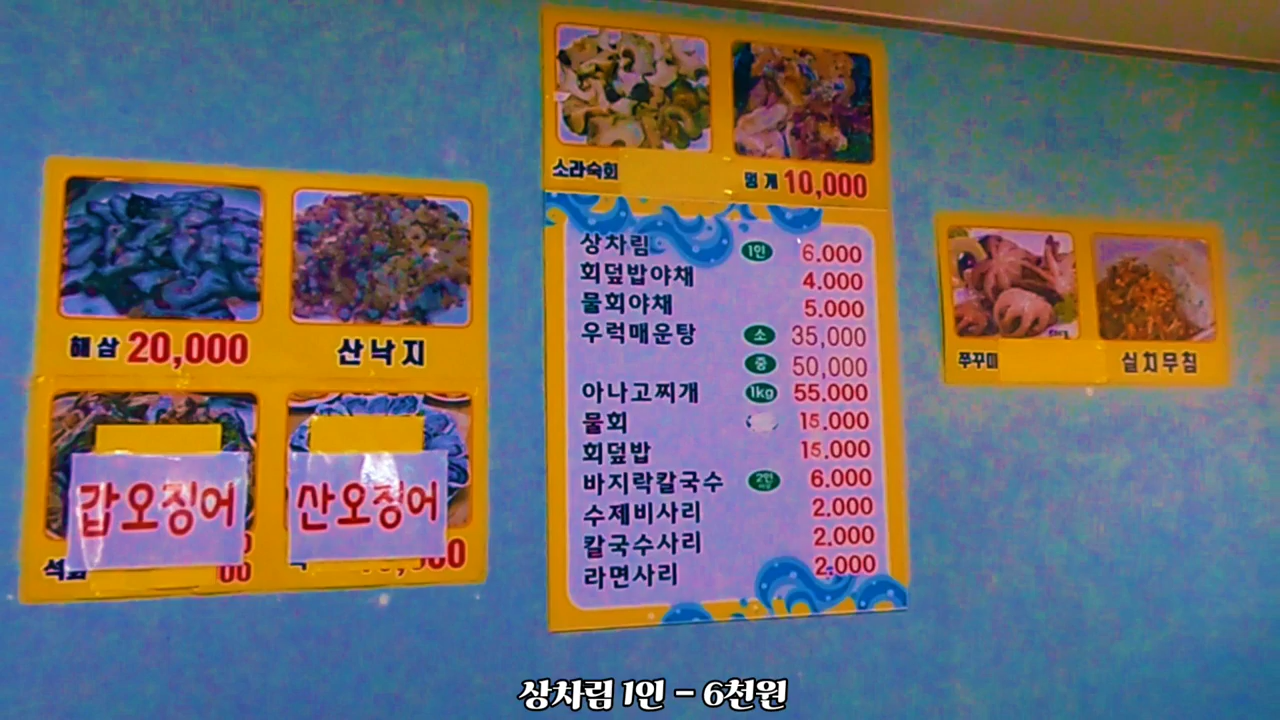 소라숙회
멍게 10,000
해삼 20,000
산낙지
갑오징어
산오징어
00
상차림 1인 6.000
회덮밥야채 4.000
물회야채 5.000
우럭매운탕 소 35,000
중 50,000
아나고찌개 1kg 55.000
물회 15.000
회덮밥 15.000
바지락칼국수 2인 6.000
수제비사리 2.000
칼국수사리 2.000
라면사리 2.000
쭈꾸미
실치무침
상차림 1인 - 6천원